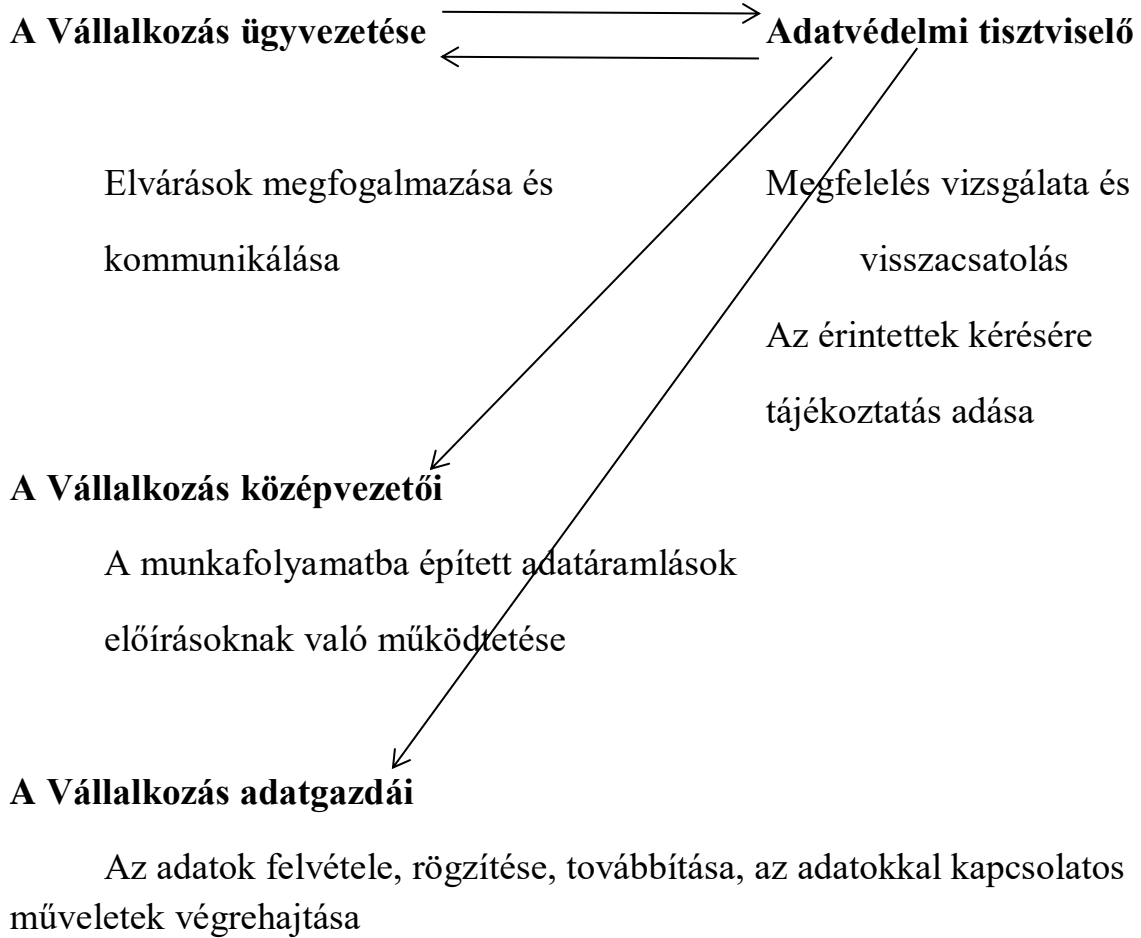 A Vállalkozás ügyvezetése
Adatvédelmi tisztviselő
Elvárások megfogalmazása és
kommunikálása
Megfelelés vizsgálata és
visszacsatolás
Az érintettek kérésére
tájékoztatás adása
A Vállalkozás középvezetői
A munkafolyamatba épített adatáramlások
előírásoknak való működtetése
A Vállalkozás adatgazdái
Az adatok felvétele, rögzítése, továbbítása, az adatokkal kapcsolatos
műveletek végrehajtása